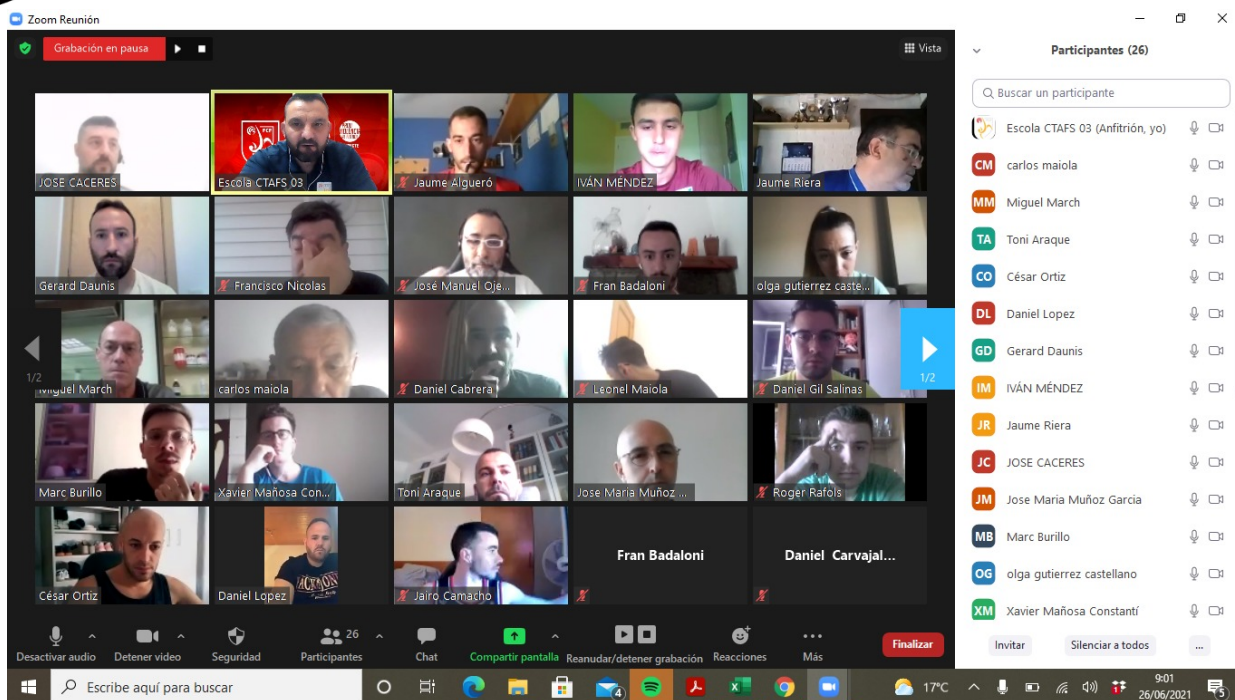 Zoom Reunión
Grabación en pausa
Vista
JOSE CACERES
Escola CTAFS 03
Jaume Algueró
IVÁN MÉNDEZ
Jaume Riera
Gerard Daunis
Francisco Nicolas
José Manuel Oje...
Fran Badaloni
olga gutierrez caste...
Miguel March
carlos maiola
Daniel Cabrera
Leonel Maiola
Daniel Gil Salinas
1/2
1/2
Marc Burillo
Xavier Mañosa Con...
Toni Araque
Jose Maria Muñoz ...
Roger Rafols
César Ortiz
Daniel Lopez
Jairo Camacho
Fran Badaloni
Daniel Carvajal...
Desactivar audio
Detener video
Seguridad
26
Participantes
Chat
Compartir pantalla
Reanudar/detener grabación
Reacciones
Más
Finalizar
Participantes (26)
Buscar un participante
Escola CTAFS 03 (Anfitrión, yo)
CM carlos maiola
MM Miguel March
TA Toni Araque
CO César Ortiz
DL Daniel Lopez
GD Gerard Daunis
IM IVÁN MÉNDEZ
JR Jaume Riera
JC JOSE CACERES
JM Jose Maria Muñoz Garcia
MB Marc Burillo
OG olga gutierrez castellano
XM Xavier Mañosa Constantí
Invitar
Silenciar a todos
...
Escribe aquí para buscar
4
17°C
9:01
26/06/2021
5